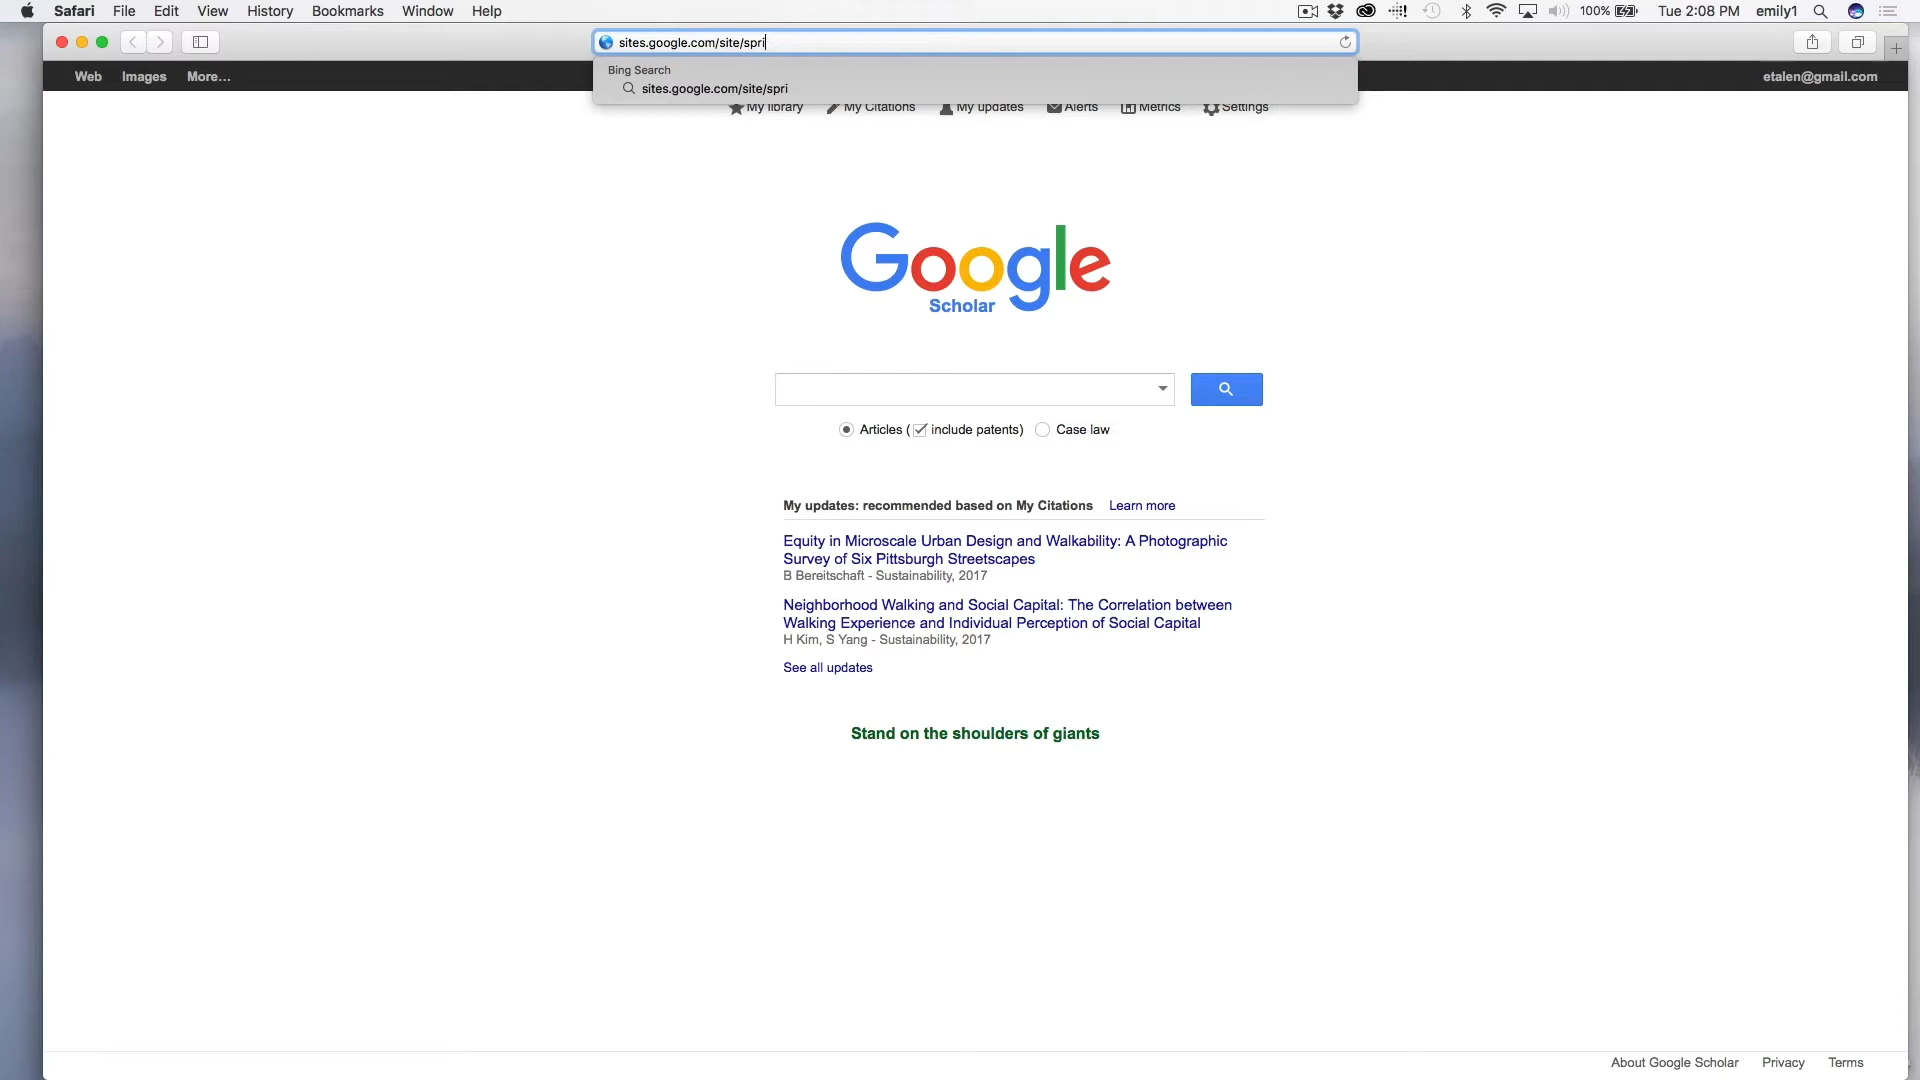 Safari File Edit View History Bookmarks Window Help 100% Tue 2:08 PM emily1
sites.google.com/site/spri
Bing Search
sites.google.com/site/spri
Web Images More… etalen@gmail.com
My library My Citations My updates Alerts Metrics Settings
Google
Scholar
Articles ( include patents) Case law
My updates: recommended based on My Citations Learn more
Equity in Microscale Urban Design and Walkability: A Photographic
Survey of Six Pittsburgh Streetscapes
B Bereitschaft - Sustainability, 2017
Neighborhood Walking and Social Capital: The Correlation between
Walking Experience and Individual Perception of Social Capital
H Kim, S Yang - Sustainability, 2017
See all updates
Stand on the shoulders of giants
About Google Scholar Privacy Terms